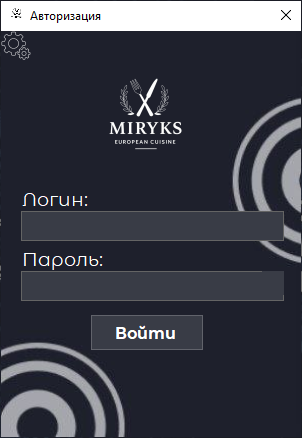 Авторизация
MIRYKS
EUROPEAN CUISINE
Логин:
Пароль:
Войти